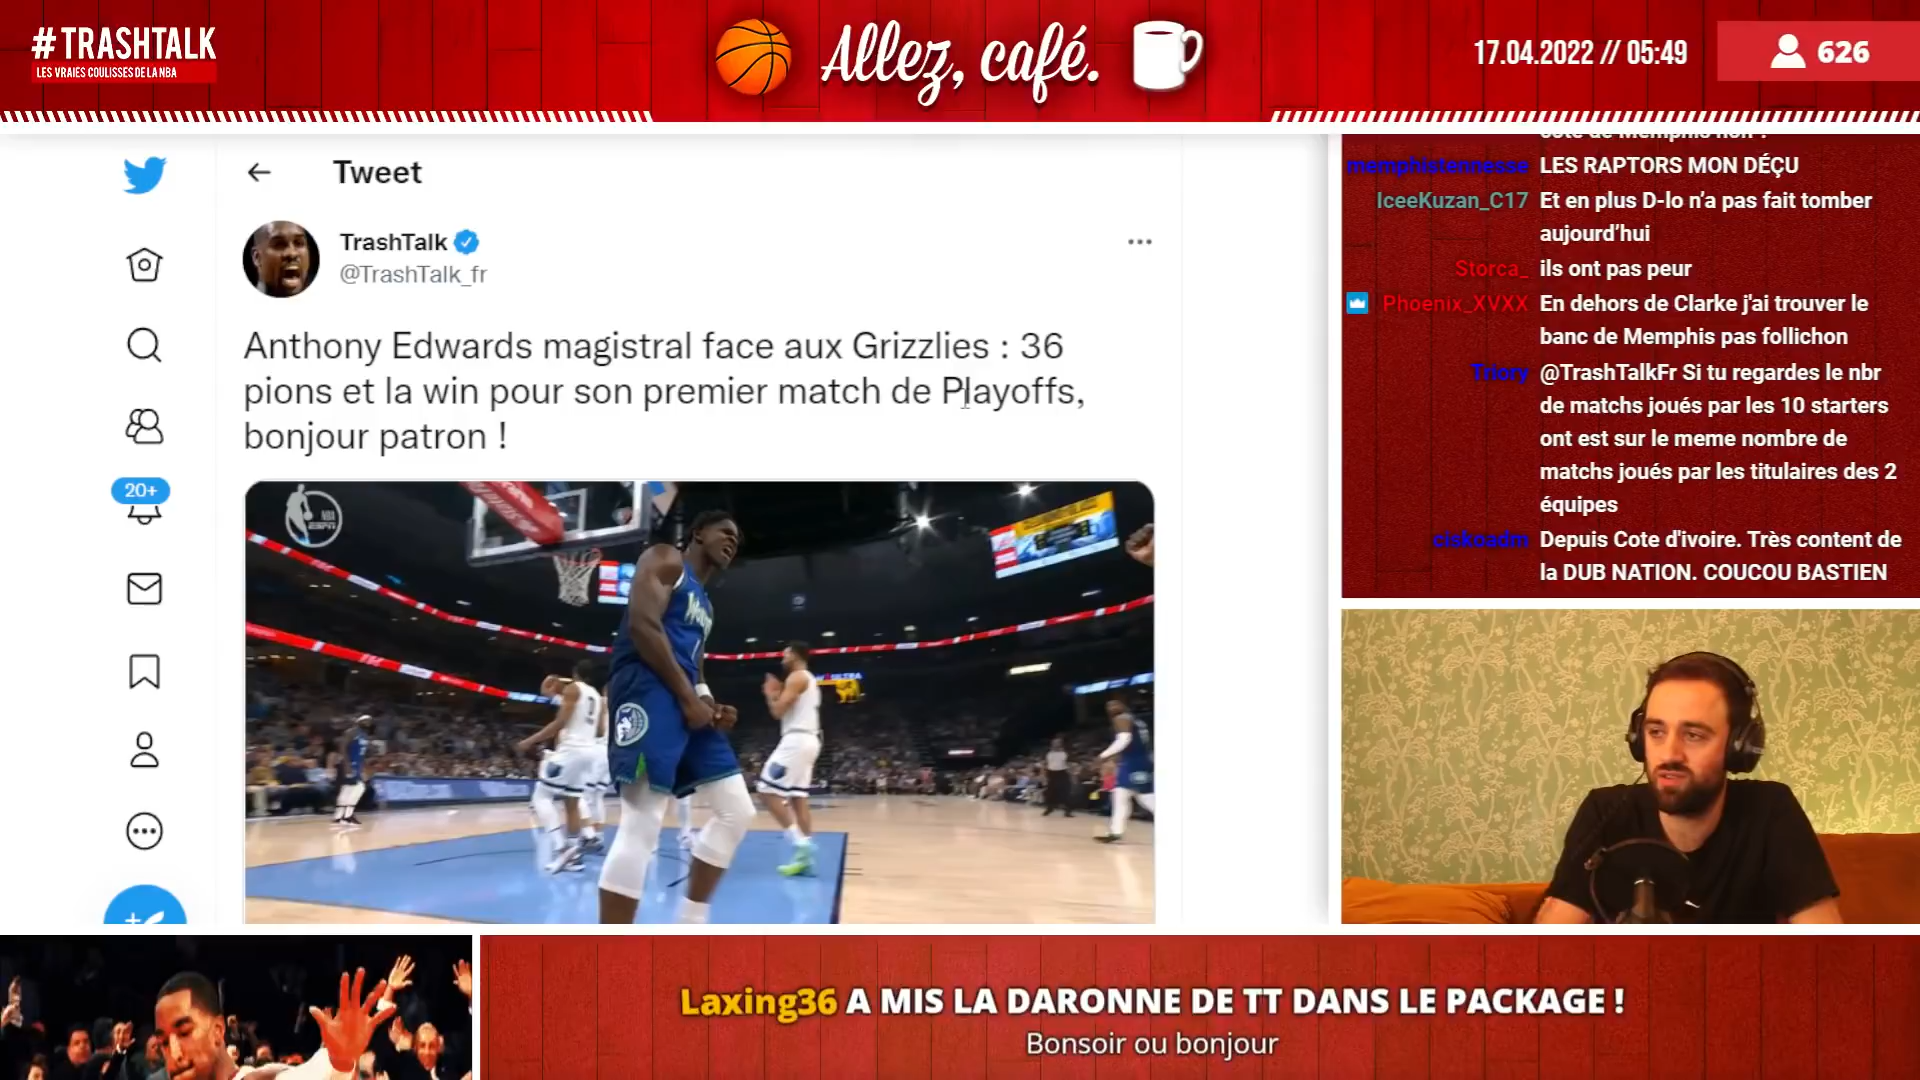 #TRASHTALK
LES VRAIES COULISSES DE LA NBA
Allez, café.
17.04.2022 // 05:49
626
Tweet
TrashTalk
@TrashTalk_fr
Anthony Edwards magistral face aux Grizzlies : 36
pions et la win pour son premier match de Playoffs,
bonjour patron !
20+
NBA
ESPN
memphistennesse LES RAPTORS MON DÉÇU
IceeKuzan_C17 Et en plus D-lo n’a pas fait tomber
aujourd’hui
Storca_ ils ont pas peur
Phoenix_XVXX En dehors de Clarke j'ai trouver le
banc de Memphis pas follichon
Triory @TrashTalkFr Si tu regardes le nbr
de matchs joués par les 10 starters
ont est sur le meme nombre de
matchs joués par les titulaires des 2
équipes
ciskoadm Depuis Cote d'ivoire. Très content de
la DUB NATION. COUCOU BASTIEN
Laxing36 A MIS LA DARONNE DE TT DANS LE PACKAGE !
Bonsoir ou bonjour